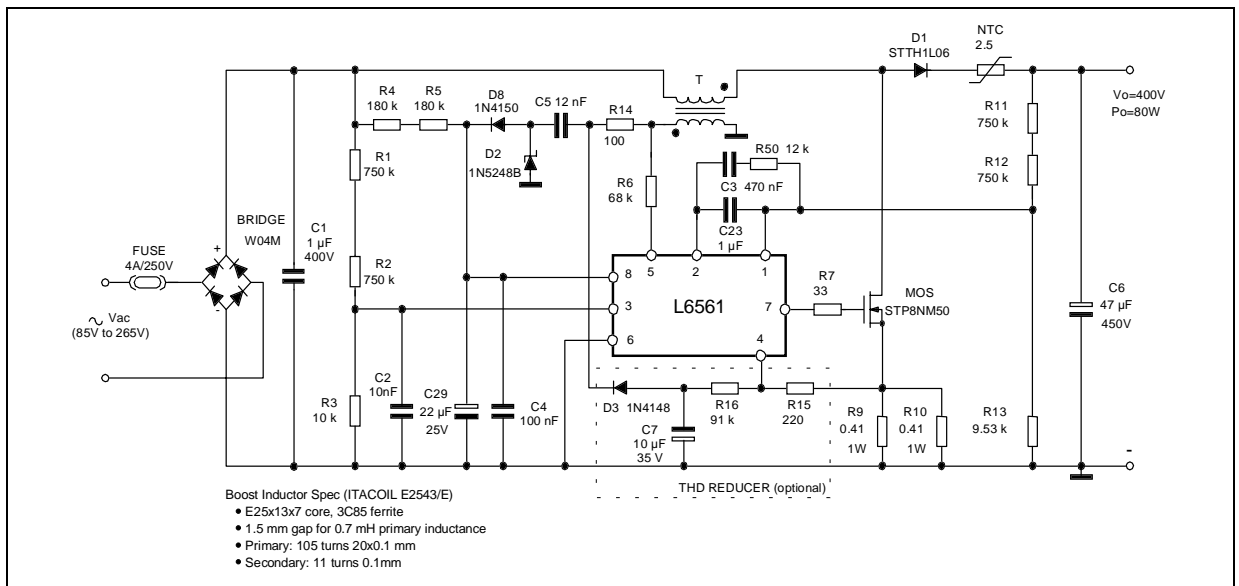 D1
STTH1L06
NTC
2.5
T
R4
180 k
R5
180 k
D8
1N4150
C5 12 nF
R14
100
Vo=400V
Po=80W
R11
750 k
D2
1N5248B
R50 12 k
R12
750 k
R1
750 k
R6
68 k
C3 470 nF
C23
1 µF
BRIDGE
W04M
+
-
C1
1 µF
400V
FUSE
4A/250V
R2
750 k
5
2
1
8
3
6
L6561
7
4
R7
33
MOS
STP8NM50
C6
47 µF
450V
Vac
(85V to 265V)
C2
10nF
C29
22 µF
25V
C4
100 nF
R3
10 k
D3 1N4148
R16
91 k
R15
220
C7
10 µF
35 V
R9
0.41
1W
R10
0.41
1W
R13
9.53 k
-
THD REDUCER (optional)
Boost Inductor Spec (ITACOIL E2543/E)
• E25x13x7 core, 3C85 ferrite
• 1.5 mm gap for 0.7 mH primary inductance
• Primary: 105 turns 20x0.1 mm
• Secondary: 11 turns 0.1mm